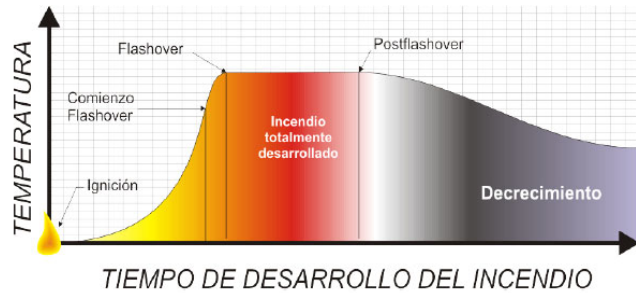 Flashover
Postflashover
Comienzo
Flashover
Ignición
Incendio
totalmente
desarrollado
Decrecimiento
TEMPERATURA
TIEMPO DE DESARROLLO DEL INCENDIO